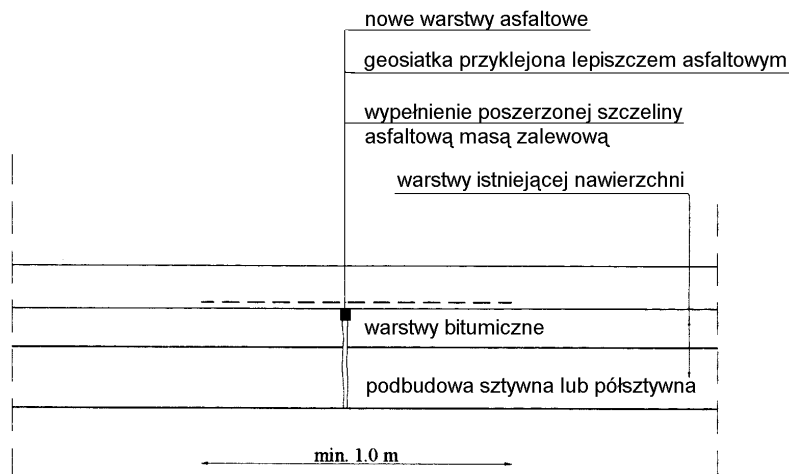 nowe warstwy asfaltowe
geosiatka przyklejona lepiszczem asfaltowym
wypełnienie poszerzonej szczeliny
asfaltową masą zalewową
warstwy istniejącej nawierzchni
warstwy bitumiczne
podbudowa sztywna lub półsztywna
min. 1.0 m